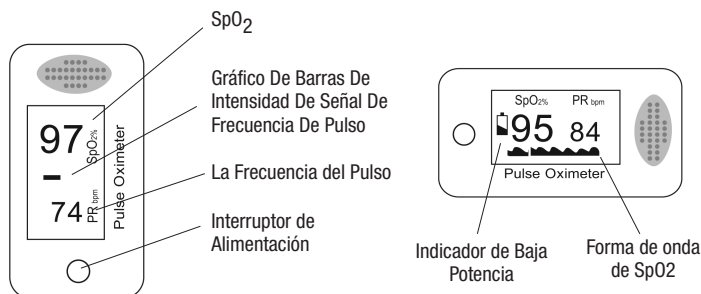 SpO2
Gráfico De Barras De
Intensidad De Señal De
Frecuencia De Pulso
La Frecuencia del Pulso
Interruptor de
Alimentación
97
SpO2%
74
PR bpm
Pulse Oximeter
SpO2% PR bpm
95 84
Pulse Oximeter
Indicador de Baja
Potencia
Forma de onda
de SpO2